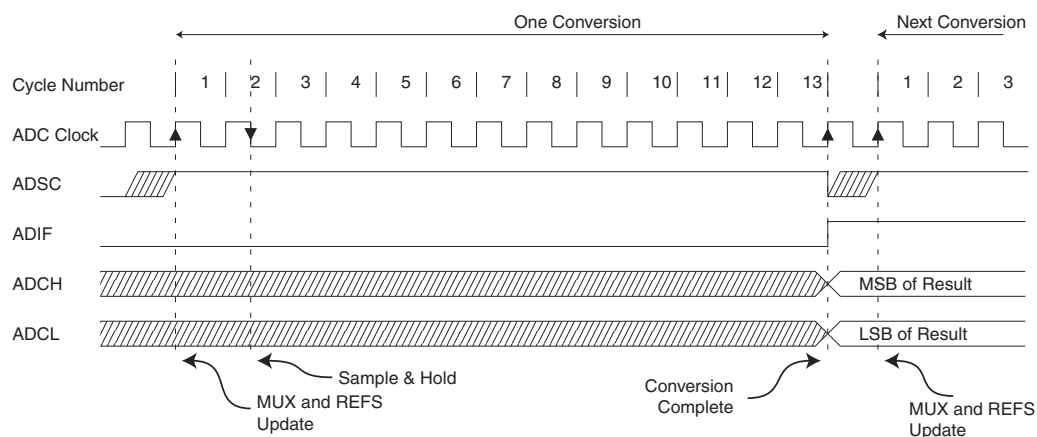 One Conversion
Next Conversion
Cycle Number 1 2 3 4 5 6 7 8 9 10 11 12 13 1 2 3
ADC Clock
ADSC
ADIF
ADCH
MSB of Result
ADCL
LSB of Result
Sample & Hold
MUX and REFS
Update
Conversion
Complete
MUX and REFS
Update